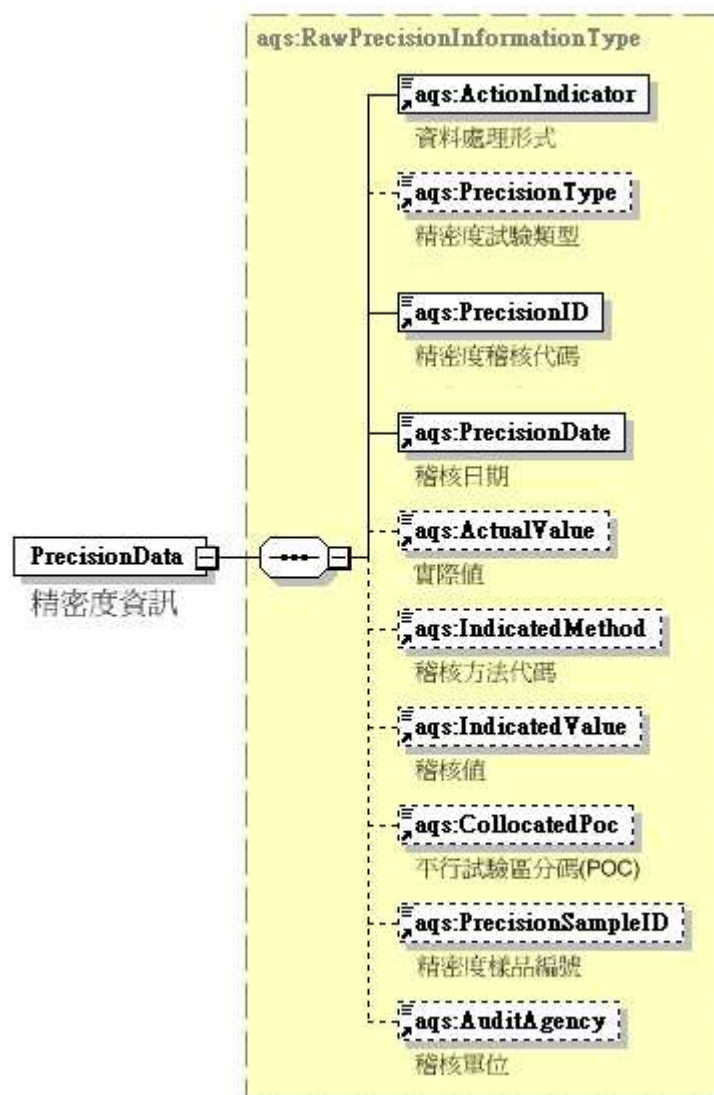 aqs:RawPrecisionInformationType
aqs:ActionIndicator
資料處理形式
aqs:PrecisionType
精密度試驗類型
aqs:PrecisionID
精密度稽核代碼
aqs:PrecisionDate
稽核日期
aqs:ActualValue
實際值
PrecisionData
精密度資訊
aqs:IndicatedMethod
稽核方法代碼
aqs:IndicatedValue
稽核值
aqs:CollocatedPoc
平行試驗區分碼(POC)
aqs:PrecisionSampleID
精密度樣品編號
aqs:AuditAgency
稽核單位